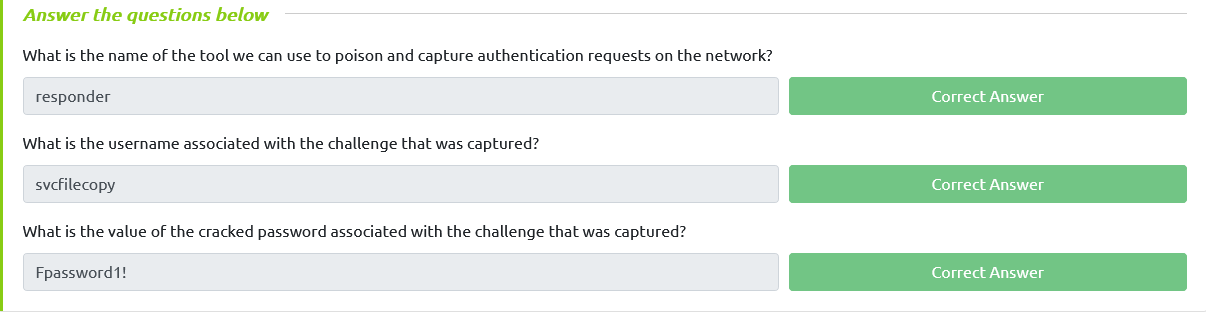 Answer the questions below
What is the name of the tool we can use to poison and capture authentication requests on the network?
responder
Correct Answer
What is the username associated with the challenge that was captured?
svcfilecopy
Correct Answer
What is the value of the cracked password associated with the challenge that was captured?
Fpassword1!
Correct Answer